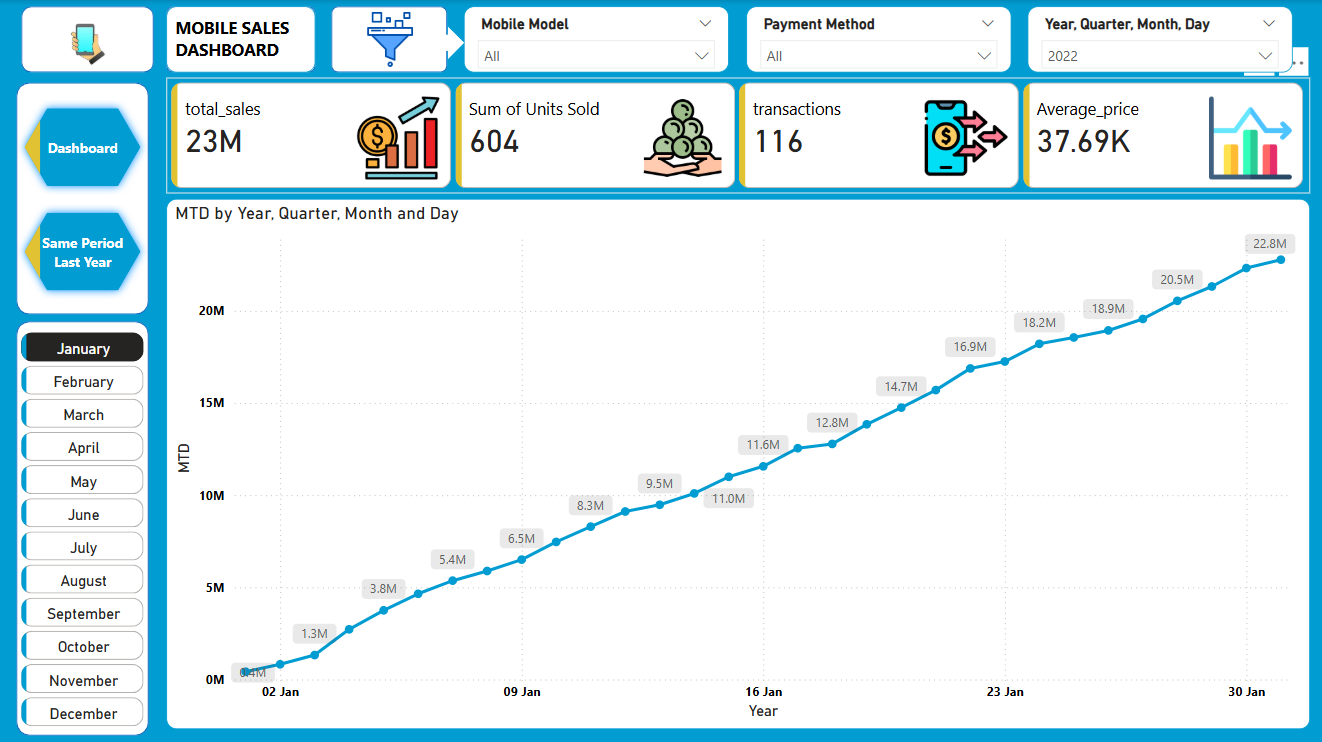 MOBILE SALES
DASHBOARD
Mobile Model
All
Payment Method
All
Year, Quarter, Month, Day
2022
Dashboard
Same Period
Last Year
January
February
March
April
May
June
July
August
September
October
November
December
total_sales
23M
Sum of Units Sold
604
transactions
116
Average_price
37.69K
MTD by Year, Quarter, Month and Day
MTD
20M
15M
10M
5M
0M
0.4M
1.3M
3.8M
5.4M
6.5M
8.3M
9.5M
11.0M
11.6M
12.8M
14.7M
16.9M
18.2M
18.9M
20.5M
22.8M
02 Jan
09 Jan
16 Jan
23 Jan
30 Jan
Year